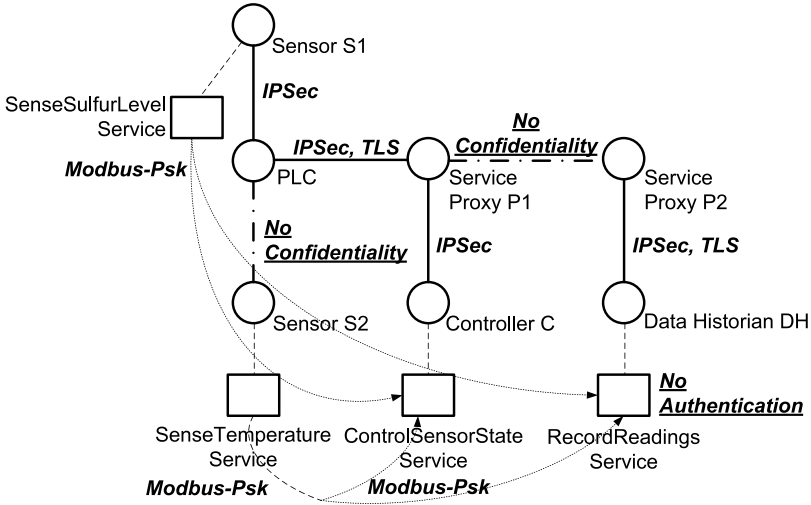 Sensor S1
IPSec
SenseSulfurLevel
Service
Modbus-Psk
IPSec, TLS
No
Confidentiality
PLC
Service
Proxy P1
Service
Proxy P2
No
Confidentiality
IPSec
IPSec, TLS
Sensor S2
Controller C
Data Historian DH
No
Authentication
SenseTemperature
Service
Modbus-Psk
ControlSensorState
Service
Modbus-Psk
RecordReadings
Service